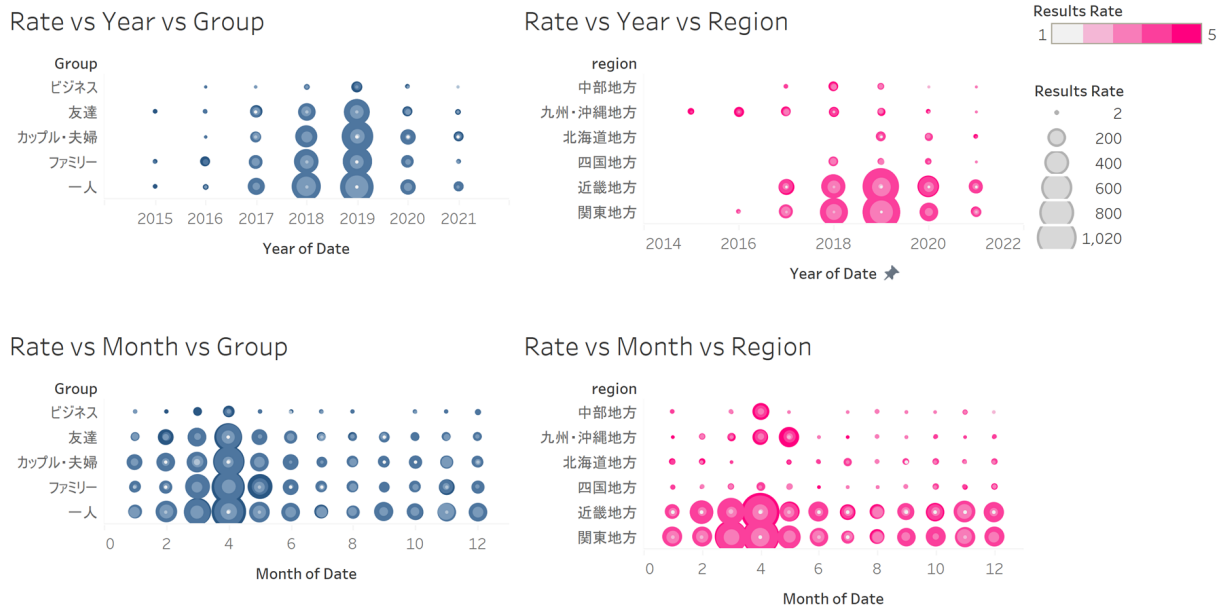 Rate vs Year vs Group
Group
ビジネス
友達
カップル・夫婦
ファミリー
一人
2015 2016 2017 2018 2019 2020 2021
Year of Date
Rate vs Year vs Region
region
中部地方
九州・沖縄地方
北海道地方
四国地方
近畿地方
関東地方
2014 2016 2018 2020 2022
Year of Date
Results Rate
1 5
Results Rate
2
200
400
600
800
1,020
Rate vs Month vs Group
Group
ビジネス
友達
カップル・夫婦
ファミリー
一人
0 2 4 6 8 10 12
Month of Date
Rate vs Month vs Region
region
中部地方
九州・沖縄地方
北海道地方
四国地方
近畿地方
関東地方
0 2 4 6 8 10 12
Month of Date